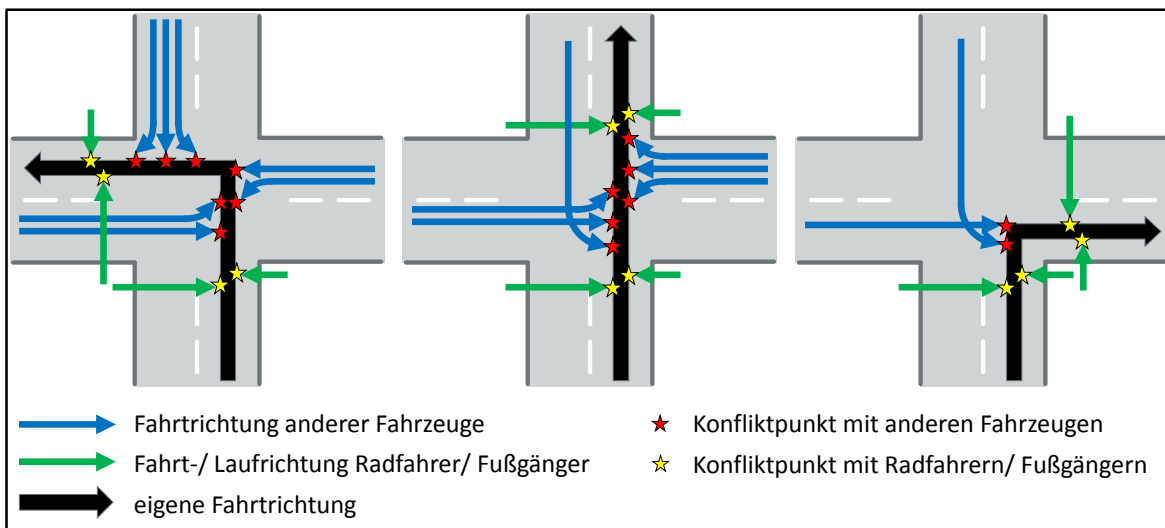 Fahrtrichtung anderer Fahrzeuge
Konfliktpunkt mit anderen Fahrzeugen
Fahrt-/ Laufrichtung Radfahrer/ Fußgänger
Konfliktpunkt mit Radfahrern/ Fußgängern
eigene Fahrtrichtung